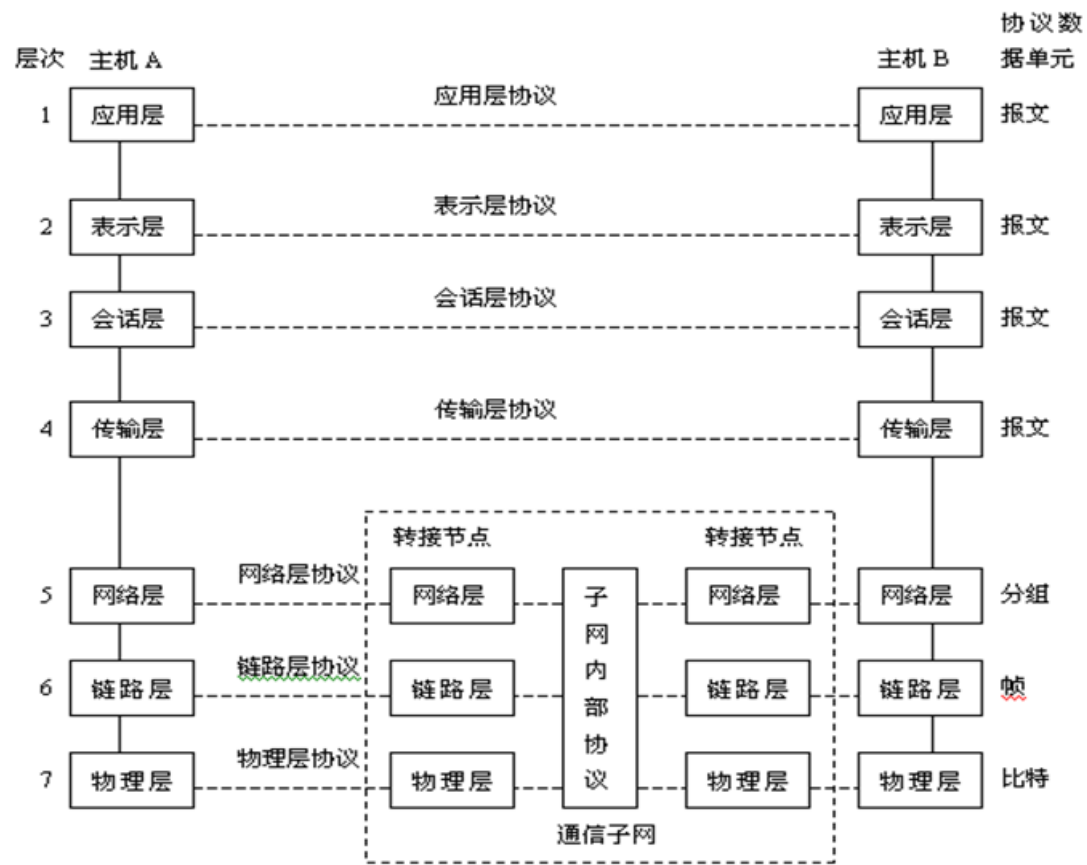 协议数
层次 主机 A 主机 B 据单元
应用层协议
1 应用层 应用层 报文
表示层协议
2 表示层 表示层 报文
会话层协议
3 会话层 会话层 报文
传输层协议
4 传输层 传输层 报文
转接节点 转接节点
网络层协议
5 网络层 网络层 子 网络层 网络层 分组
网
链路层协议
内
6 链路层 链路层 链路层 链路层 帧
部
物理层协议
协
7 物理层 物理层 议 物理层 物理层 比特
通信子网